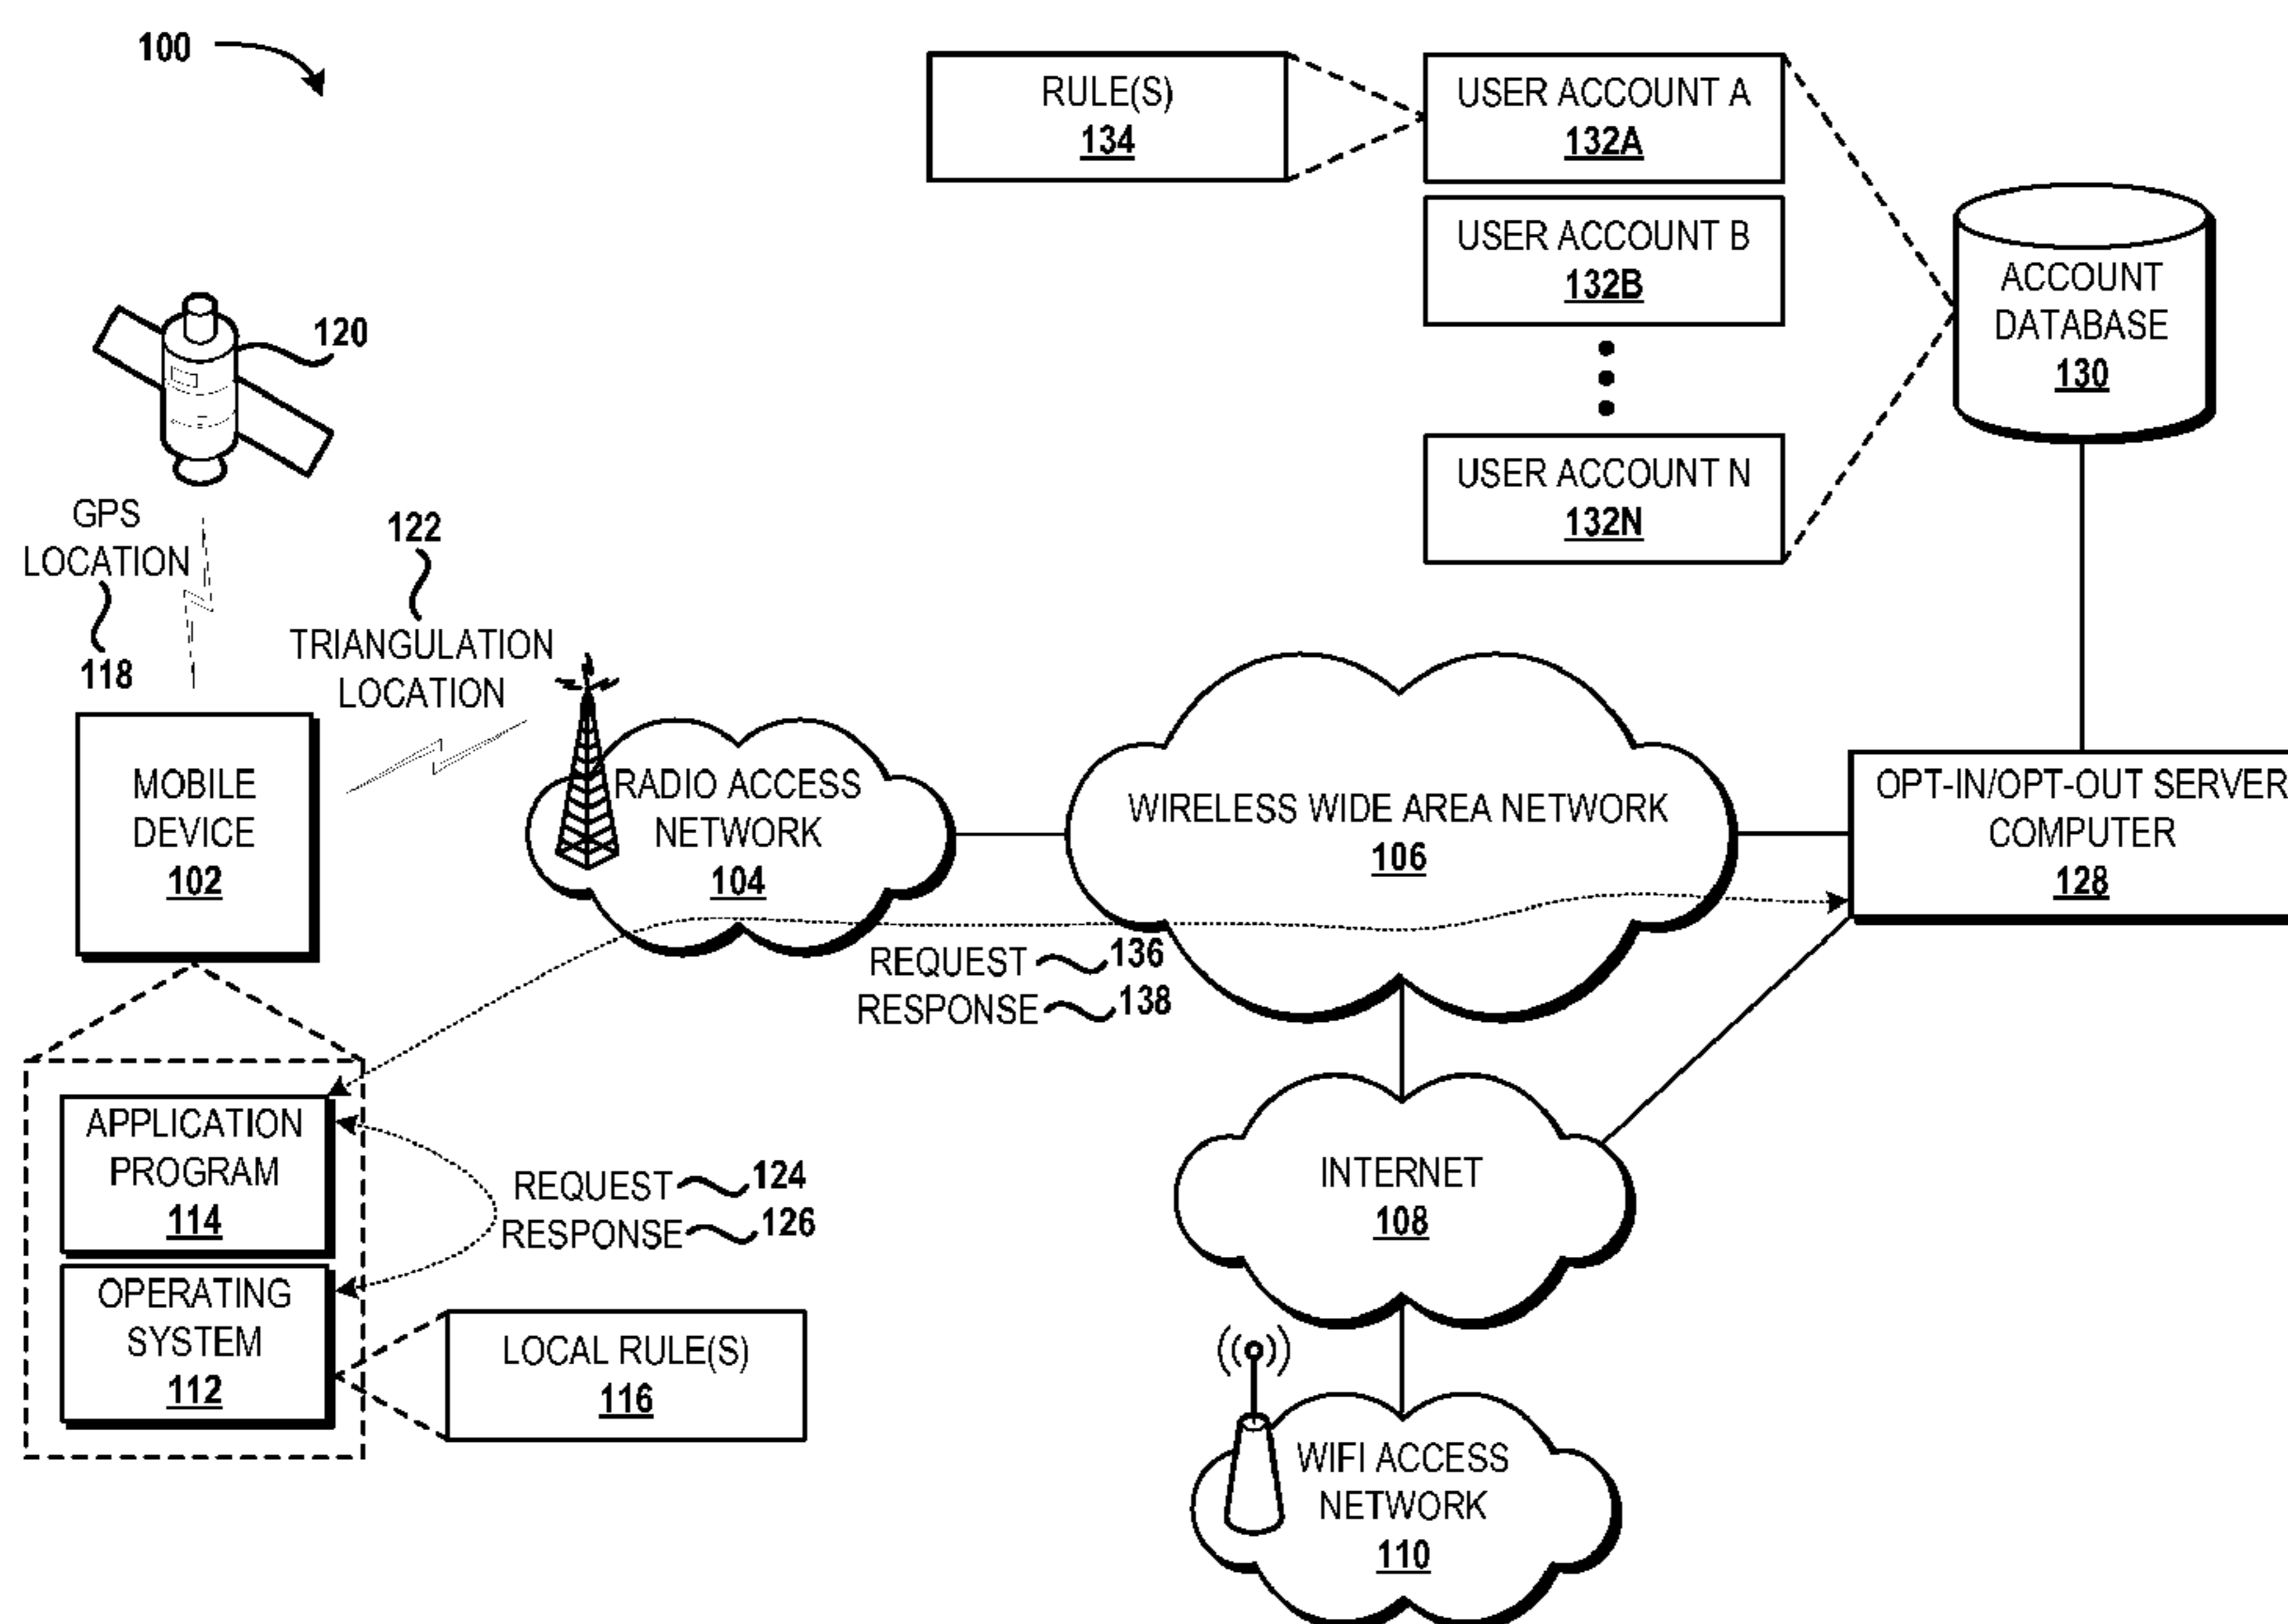 100
RULE(S)
134
USER ACCOUNT A
132A
USER ACCOUNT B
132B
USER ACCOUNT N
132N
ACCOUNT
DATABASE
130
120
GPS
LOCATION
118
122
TRIANGULATION
LOCATION
MOBILE
DEVICE
102
RADIO ACCESS
NETWORK
104
WIRELESS WIDE AREA NETWORK
106
OPT-IN/OPT-OUT SERVER
COMPUTER
128
REQUEST 136
RESPONSE 138
APPLICATION
PROGRAM
114
REQUEST 124
RESPONSE 126
OPERATING
SYSTEM
112
LOCAL RULE(S)
116
INTERNET
108
WIFI ACCESS
NETWORK
110